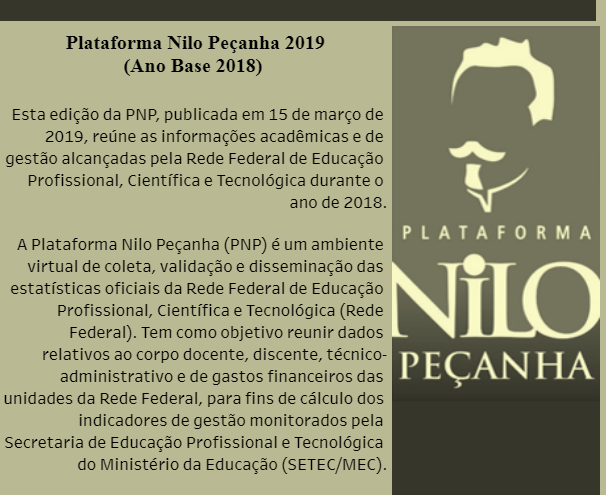 Plataforma Nilo Peçanha 2019
(Ano Base 2018)
Esta edição da PNP, publicada em 15 de março de
2019, reúne as informações acadêmicas e de
gestão alcançadas pela Rede Federal de Educação
Profissional, Científica e Tecnológica durante o
ano de 2018.
A Plataforma Nilo Peçanha (PNP) é um ambiente
virtual de coleta, validação e disseminação das
estatísticas oficiais da Rede Federal de Educação
Profissional, Científica e Tecnológica (Rede
Federal). Tem como objetivo reunir dados
relativos ao corpo docente, discente, técnico-
administrativo e de gastos financeiros das
unidades da Rede Federal, para fins de cálculo dos
indicadores de gestão monitorados pela
Secretaria de Educação Profissional e Tecnológica
do Ministério da Educação (SETEC/MEC).
PLATAFORMA
NiLO
PEÇANHA